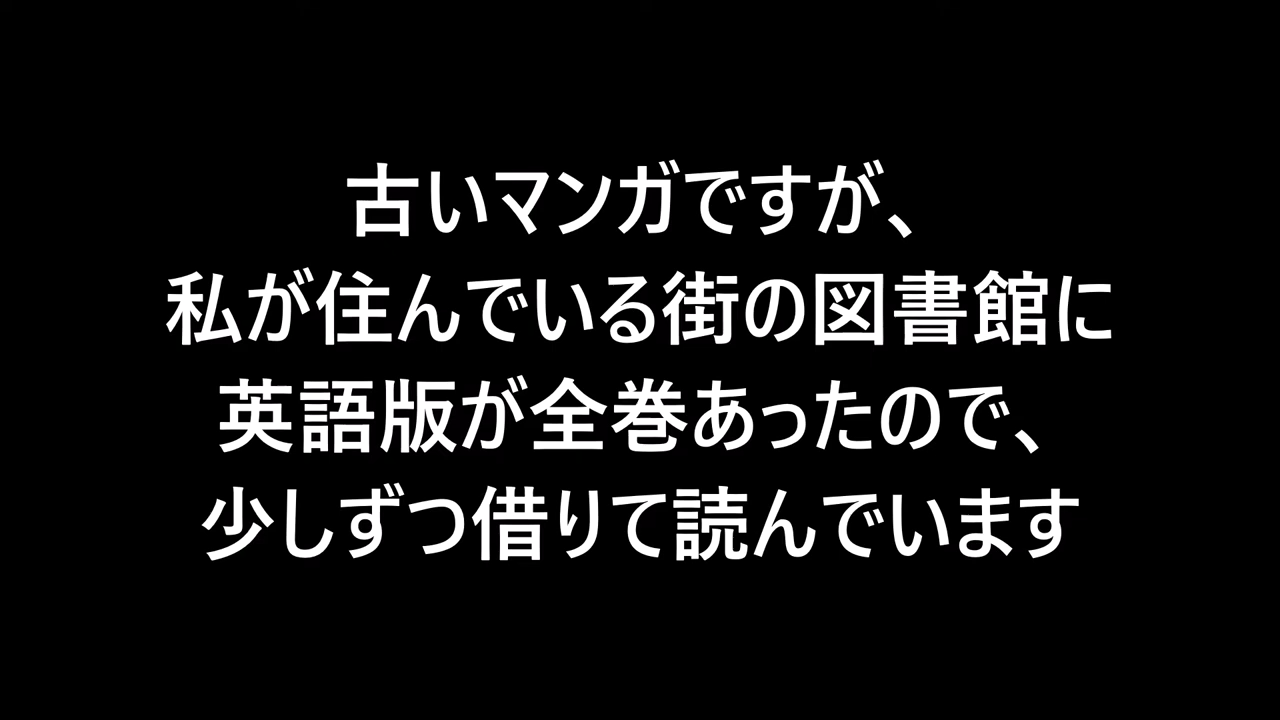 古いマンガですが、
私が住んでいる街の図書館に
英語版が全巻あったので、
少しずつ借りて読んでいます